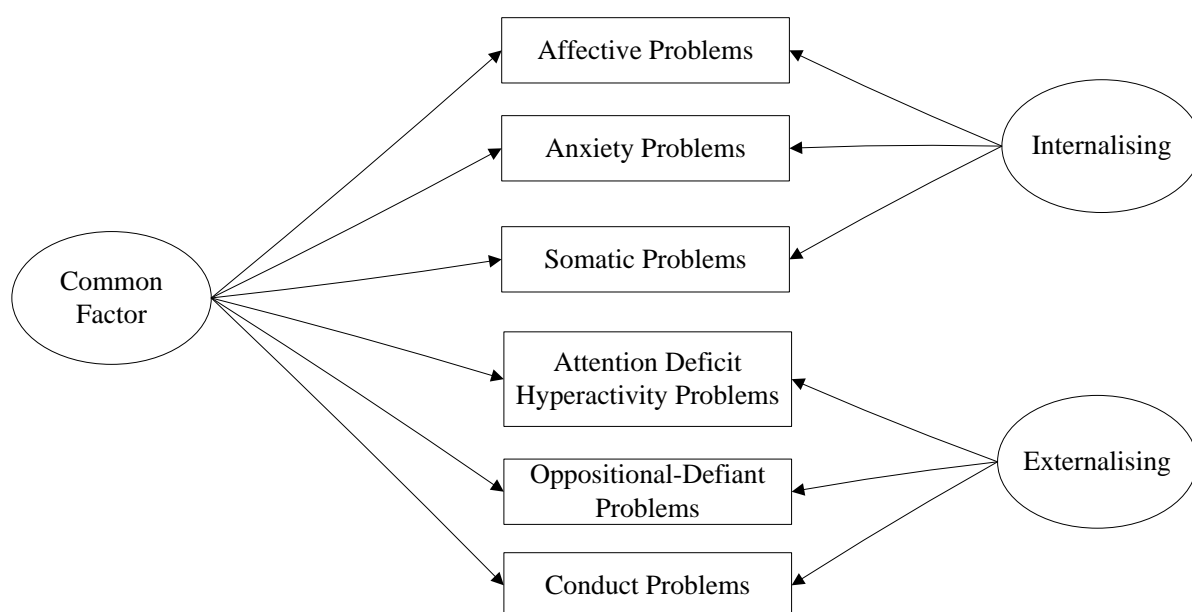 Affective Problems
Anxiety Problems
Internalising
Somatic Problems
Common
Factor
Attention Deficit
Hyperactivity Problems
Oppositional-Defiant
Problems
Externalising
Conduct Problems